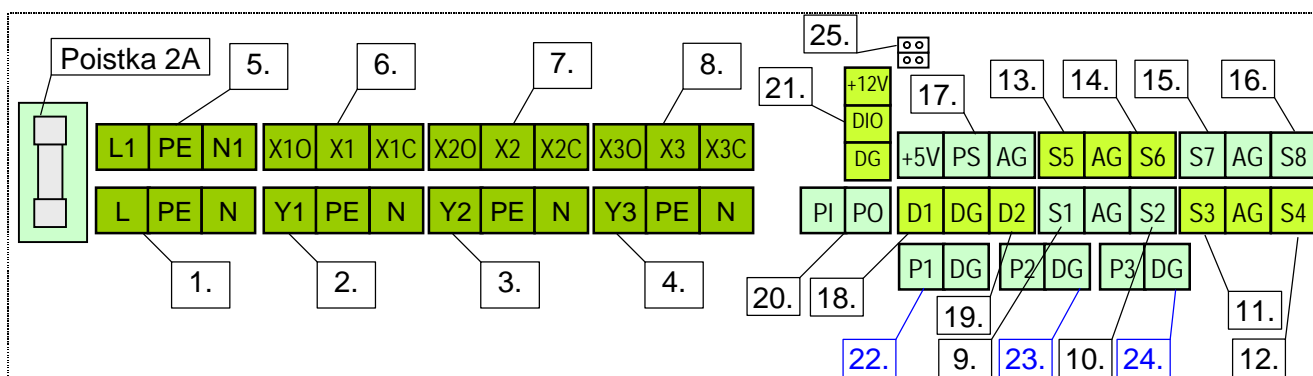 25.
Poistka 2A
5.
6.
7.
8.
21.
+12V
DIO
DG
17.
13.
14.
15.
16.
L1 PE N1 X1O X1 X1C X2O X2 X2C X3O X3 X3C
+5V PS AG S5 AG S6 S7 AG S8
L PE N Y1 PE N Y2 PE N Y3 PE N
PI PO D1 DG D2 S1 AG S2 S3 AG S4
P1 DG P2 DG P3 DG
1.
2.
3.
4.
20.
18.
19.
11.
22.
9.
23.
10.
24.
12.